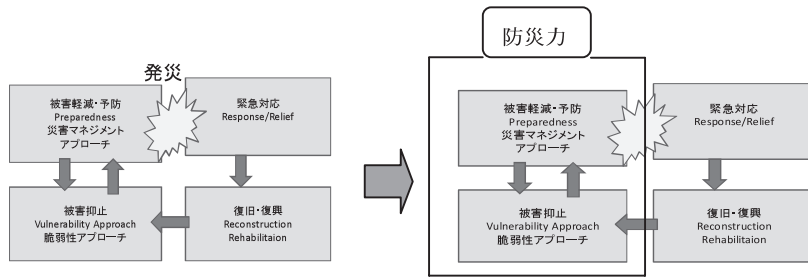 発災
被害軽減・予防
Preparedness
災害マネジメント
アプローチ
緊急対応
Response/Relief
被害抑止
Vulnerability Approach
脆弱性アプローチ
復旧・復興
Reconstruction
Rehabilitaion
防災力
被害軽減・予防
Preparedness
災害マネジメント
アプローチ
緊急対応
Response/Relief
被害抑止
Vulnerability Approach
脆弱性アプローチ
復旧・復興
Reconstruction
Rehabilitaion